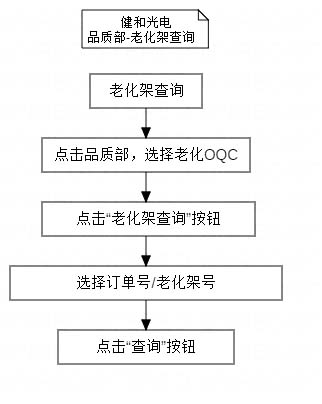 健和光电
品质部-老化架查询
老化架查询
点击品质部，选择老化OQC
点击“老化架查询”按钮
选择订单号/老化架号
点击“查询”按钮